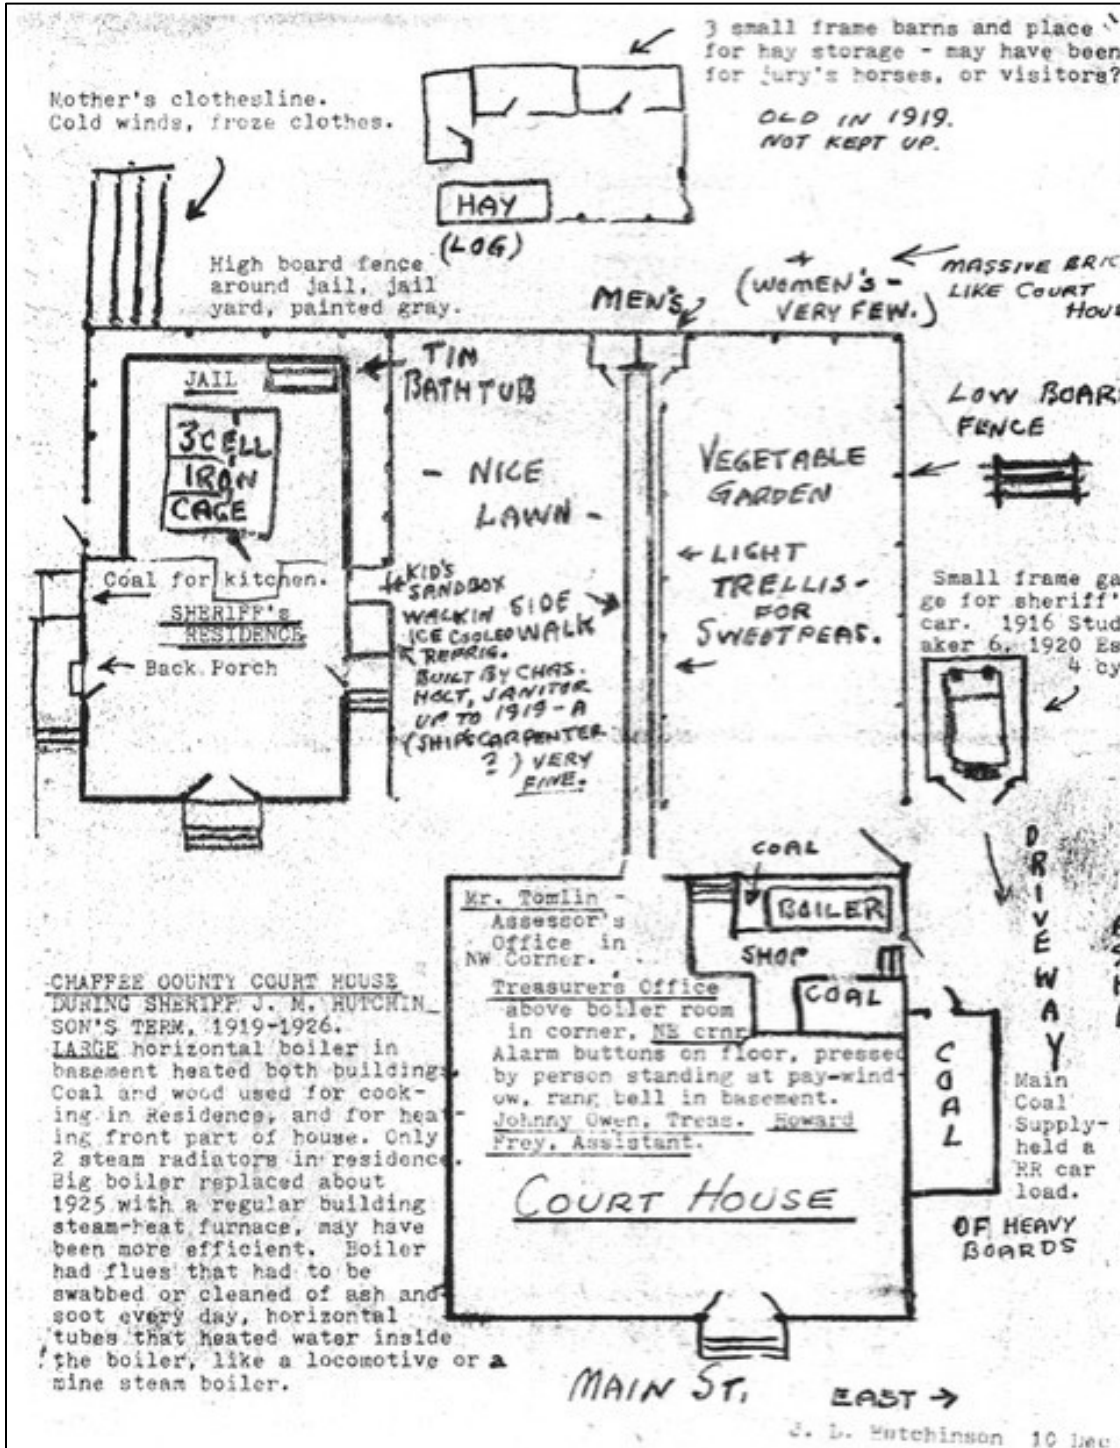 3 small frame barns and place
for hay storage - may have been
for jury's horses, or visitors?
OLD IN 1919.
NOT KEPT UP.
Mother's clothesline.
Cold winds, froze clothes.
HAY
(LOG)
High board fence
around jail, jail
yard, painted gray.
MEN'S
(WOMEN'S -
VERY FEW.)
MASSIVE BRIC
LIKE COURT
HOUS
TIN
BATHTUB
JAIL
3 CELL
IRON
CAGE
- NICE
LAWN -
VEGETABLE
GARDEN
LOW BOARD
FENCE
LIGHT
TRELLIS -
FOR
SWEETPEAS.
Coal for kitchen.
SHERIFF'S
RESIDENCE
Back Porch
KID'S
SANDBOX
SIDE
WALK
WALKIN
ICE COOLED
REFRIG.
BUILT BY CHAS.
HOLT, JANITOR
UP TO 1919 - A
(SHIP'S CARPENTER
? ) VERY
FINE.
Small frame ga
ge for sheriff'
car. 1916 Stud
aker 6, 1920 Es
4 cy
DRIVEWAY
COAL
BOILER
SHOP
COAL
Mr. Tomlin -
Assessor's
Office in
NW Corner.
Treasurers Office
above boiler room
in corner, NE crnr
Alarm buttons on floor, pressed
by person standing at pay-wind-
ow, rang bell in basement.
Johnny Owen, Treas. Howard
Frey, Assistant.
COURT HOUSE
COAL
Main
Coal
Supply-
held a
RR car
load.
OF HEAVY
BOARDS
CHAFFEE COUNTY COURT HOUSE
DURING SHERIFF J. M. HUTCHIN_
SON'S TERM, 1919-1926.
LARGE horizontal boiler in
basement heated both buildings.
Coal and wood used for cook-
ing in Residence, and for heat-
ing front part of house. Only
2 steam radiators in residence.
Big boiler replaced about
1925 with a regular building
steam-heat furnace, may have
been more efficient. Boiler
had flues that had to be
swabbed or cleaned of ash and
soot every day, horizontal
tubes that heated water inside
the boiler, like a locomotive or a
mine steam boiler.
MAIN ST.
EAST →
J. L. Hutchinson 10 Dec